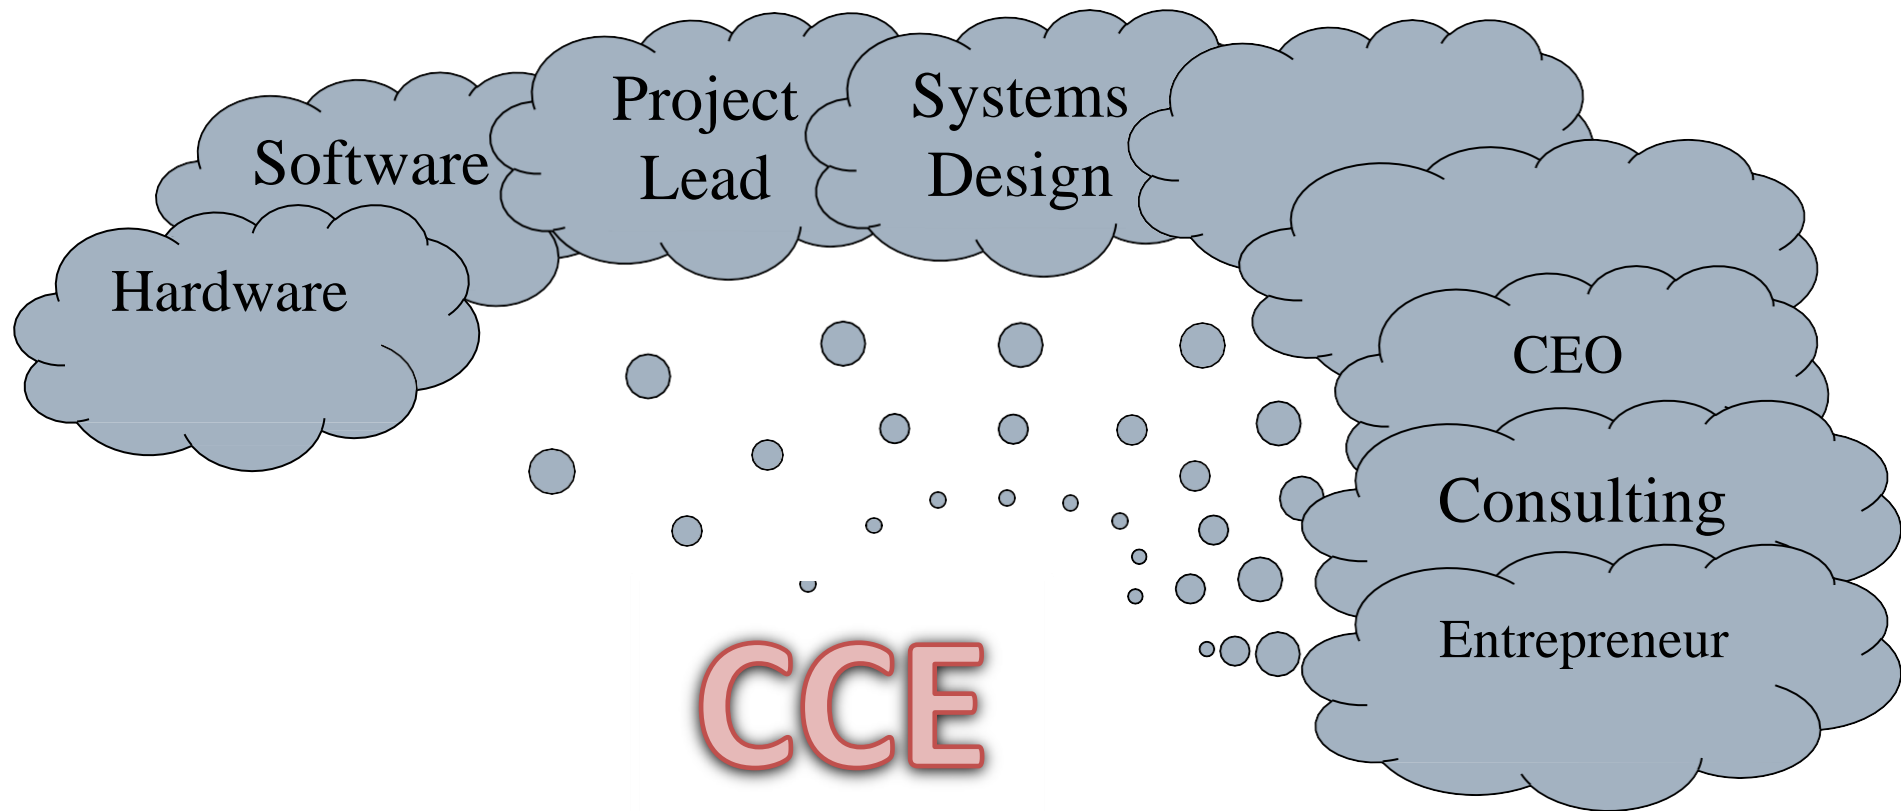 Hardware
Software
Project
Lead
Systems
Design
CEO
Consulting
Entrepreneur
CCE